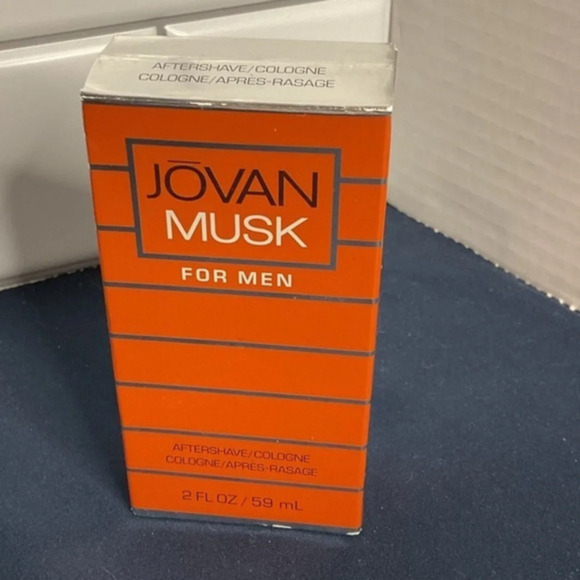 AFTERSHAVE/COLOGNE
COLOGNE/APRÈS-RASAGE
JŌVAN
MUSK
FOR MEN
AFTERSHAVE/COLOGNE
COLOGNE/APRÈS-RASAGE
2 FL OZ / 59 mL